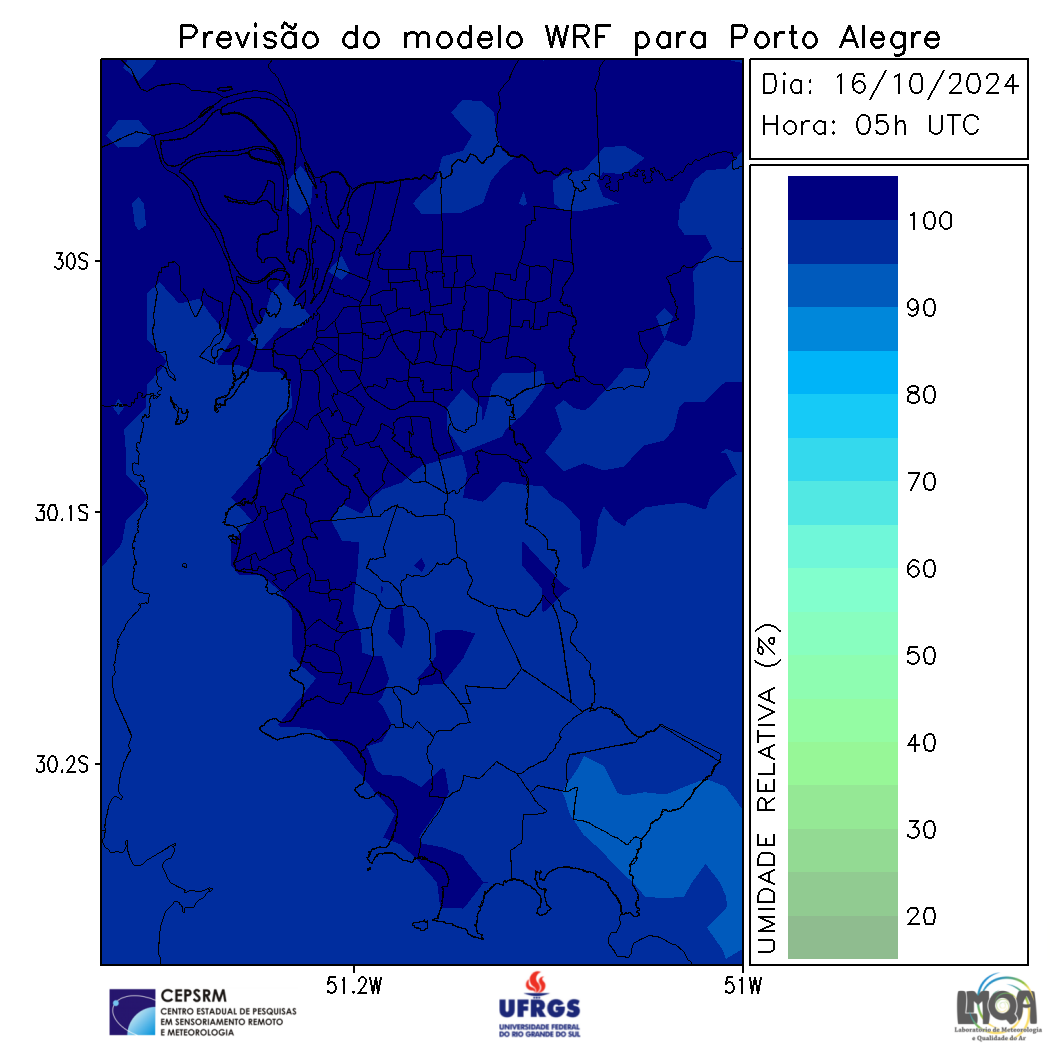 Previsão do modelo WRF para Porto Alegre
Dia: 16/10/2024
Hora: 05h UTC
30S
30.1S
30.2S
51.2W
51W
UMIDADE RELATIVA (%)
100
90
80
70
60
50
40
30
20
CEPSRM
CENTRO ESTADUAL DE PESQUISAS
EM SENSORIAMENTO REMOTO
E METEOROLOGIA
UFRGS
UNIVERSIDADE FEDERAL
DO RIO GRANDE DO SUL
LMQA
Laboratório de Meteorologia
e Qualidade do Ar